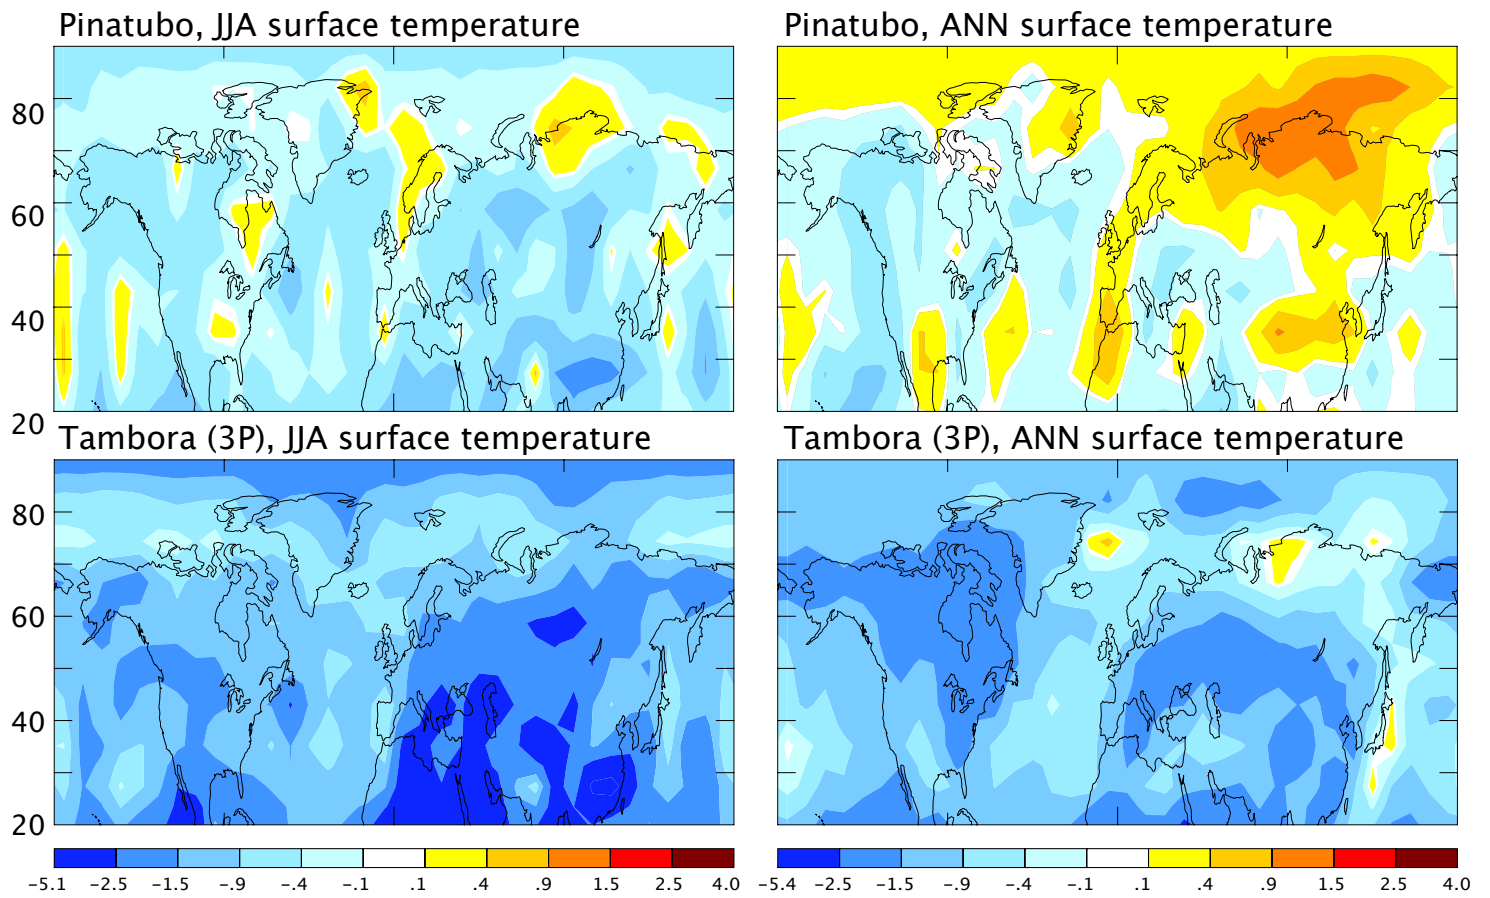 Pinatubo, JJA surface temperature
Pinatubo, ANN surface temperature
80
60
40
20
Tambora (3P), JJA surface temperature
Tambora (3P), ANN surface temperature
80
60
40
20
−5.1 −2.5 −1.5 −.9 −.4 −.1 .1 .4 .9 1.5 2.5 4.0
−5.4 −2.5 −1.5 −.9 −.4 −.1 .1 .4 .9 1.5 2.5 4.0